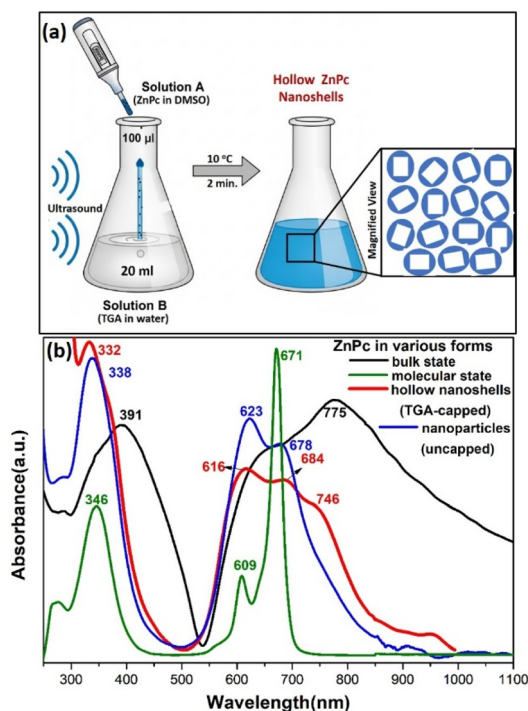 (a)
Solution A
(ZnPc in DMSO)
100 µl
Ultrasound
20 ml
Solution B
(TGA in water)
10 °C
2 min.
Hollow ZnPc
Nanoshells
Magnified View
(b)
ZnPc in various forms
bulk state
molecular state
hollow nanoshells
(TGA-capped)
nanoparticles
(uncapped)
332
338
391
346
671
623
678
616
684
746
775
609
Absorbance(a.u.)
300 400 500 600 700 800 900 1000 1100
Wavelength(nm)